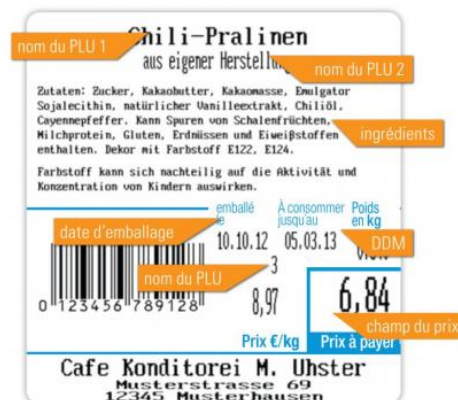 Chili-Pralinen
nom du PLU 1
aus eigener Herstellung
nom du PLU 2
Zutaten: Zucker, Kakaobutter, Kakaomasse, Emulgator
Sojalecithin, natürlicher Vanilleextrakt, Chiliöl,
Cayennepfeffer. Kann Spuren von Schalenfrüchten,
Milchprotein, Gluten, Erdnüssen und Eiweißstoffen
enthalten. Dekor mit Farbstoff E122, E124.
ingrédients
Farbstoff kann sich nachteilig auf die Aktivität und
Konzentration von Kindern auswirken.
emballé le
À consommer jusqu'au
Poids en kg
date d'emballage
10.10.12 05.03.13
DDM
3
nom du PLU
0 123456 789128
8,97
6,84
champ du prix
Prix €/kg Prix à payer
Cafe Konditorei M. Uhster
Musterstrasse 69
12345 Musterhausen